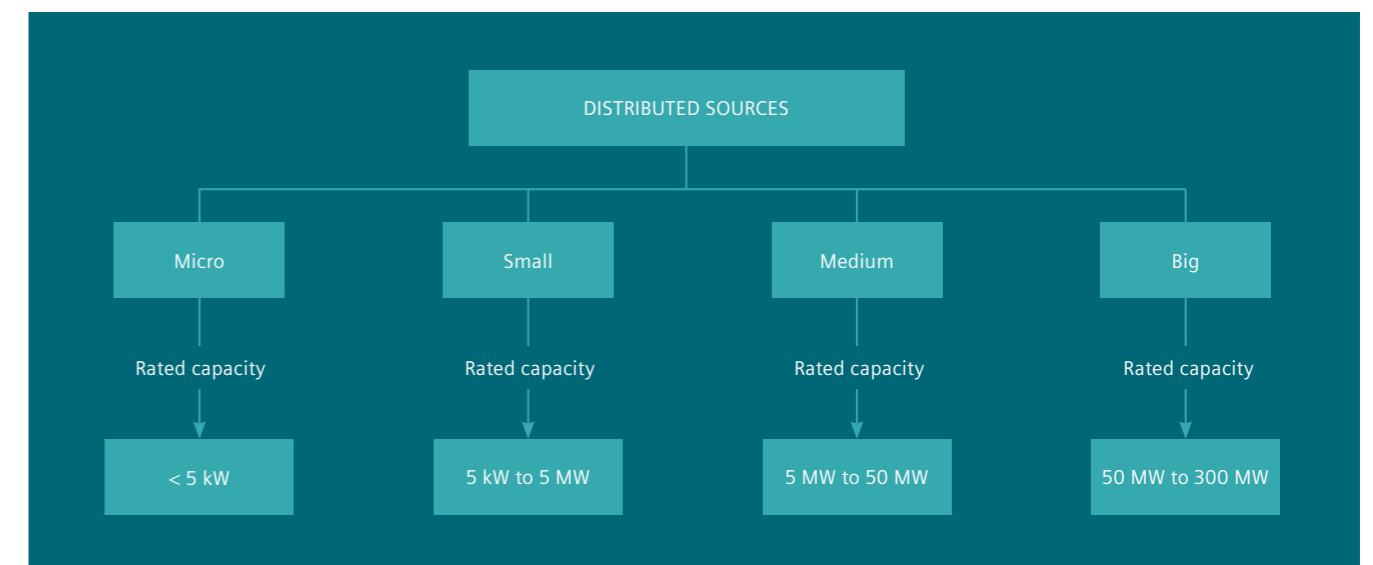 DISTRIBUTED SOURCES
Micro
Small
Medium
Big
Rated capacity
Rated capacity
Rated capacity
Rated capacity
< 5 kW
5 kW to 5 MW
5 MW to 50 MW
50 MW to 300 MW